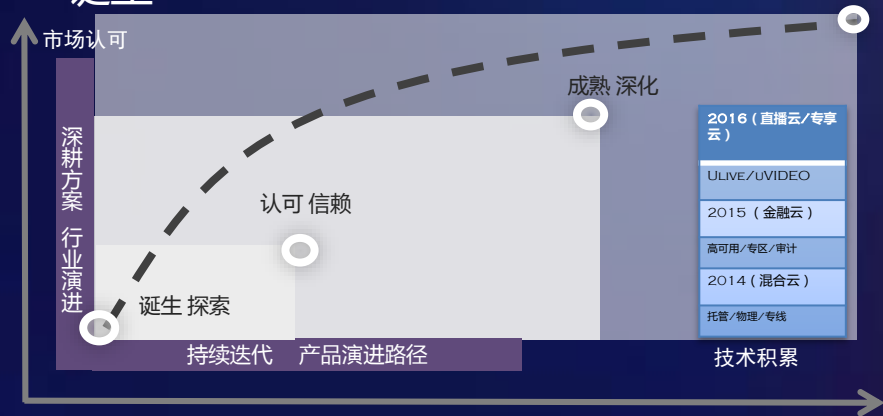 市场认可
成熟 深化
2016（直播云/专享
云）
ULIVE/UVIDEO
2015（金融云）
高可用/专区/审计
2014（混合云）
托管/物理/专线
深耕方案 行业演进
认可 信赖
诞生 探索
持续迭代 产品演进路径
技术积累